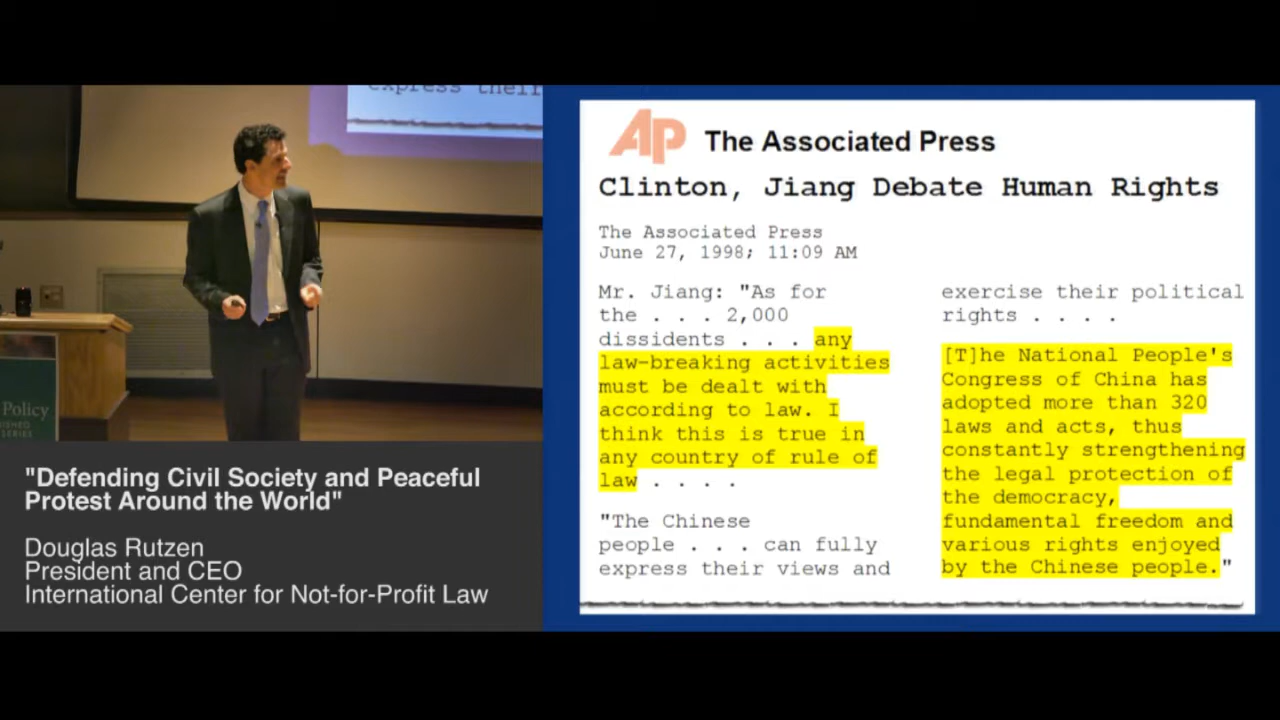 express their
Policy
SERIES
"Defending Civil Society and Peaceful
Protest Around the World"
Douglas Rutzen
President and CEO
International Center for Not-for-Profit Law
AP The Associated Press
Clinton, Jiang Debate Human Rights
The Associated Press
June 27, 1998; 11:09 AM
Mr. Jiang: "As for
the . . . 2,000
dissidents . . . any
law-breaking activities
must be dealt with
according to law. I
think this is true in
any country of rule of
law . . . .
"The Chinese
people . . . can fully
express their views and
exercise their political
rights . . . .
[T]he National People's
Congress of China has
adopted more than 320
laws and acts, thus
constantly strengthening
the legal protection of
the democracy,
fundamental freedom and
various rights enjoyed
by the Chinese people."